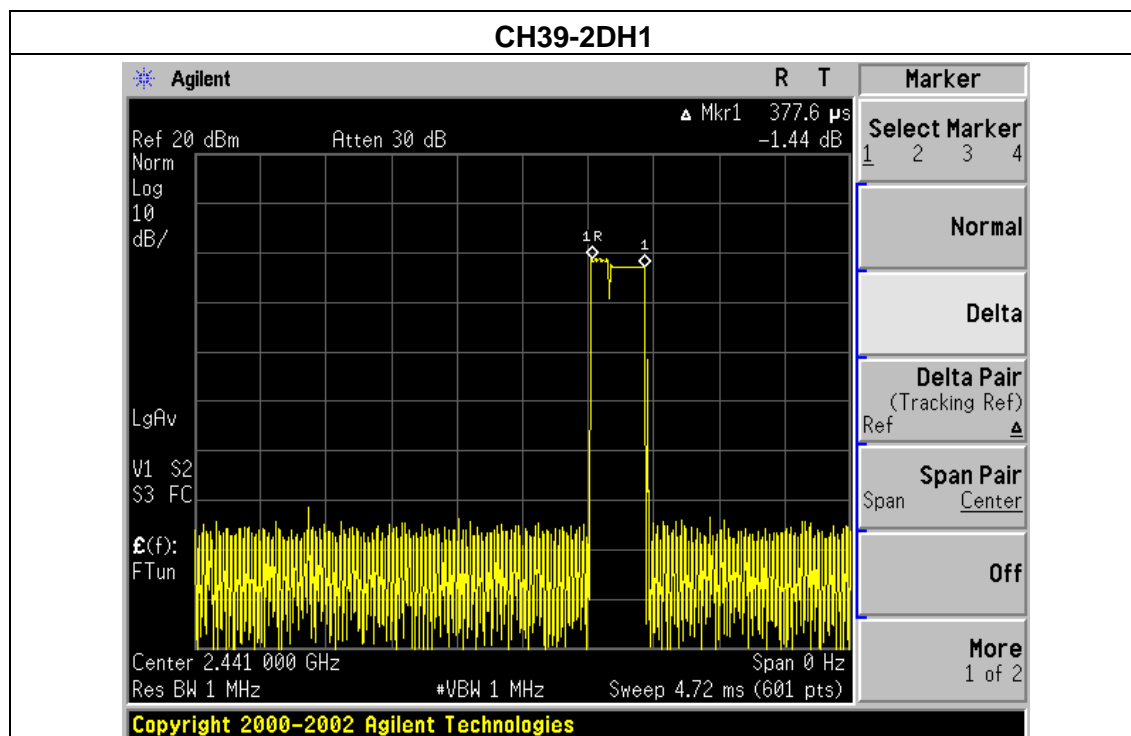 CH39-2DH1
Agilent R T
Marker
▵ Mkr1 377.6 µs
Ref 20 dBm Atten 30 dB -1.44 dB
Norm
Log
10
dB/
1R
1
LgAv
V1 S2
S3 FC
£(f):
FTun
Center 2.441 000 GHz Span 0 Hz
Res BW 1 MHz #VBW 1 MHz Sweep 4.72 ms (601 pts)
Select Marker
1 2 3 4
Normal
Delta
Delta Pair
(Tracking Ref)
Ref ▵
Span Pair
Span Center
Off
More
1 of 2
Copyright 2000-2002 Agilent Technologies